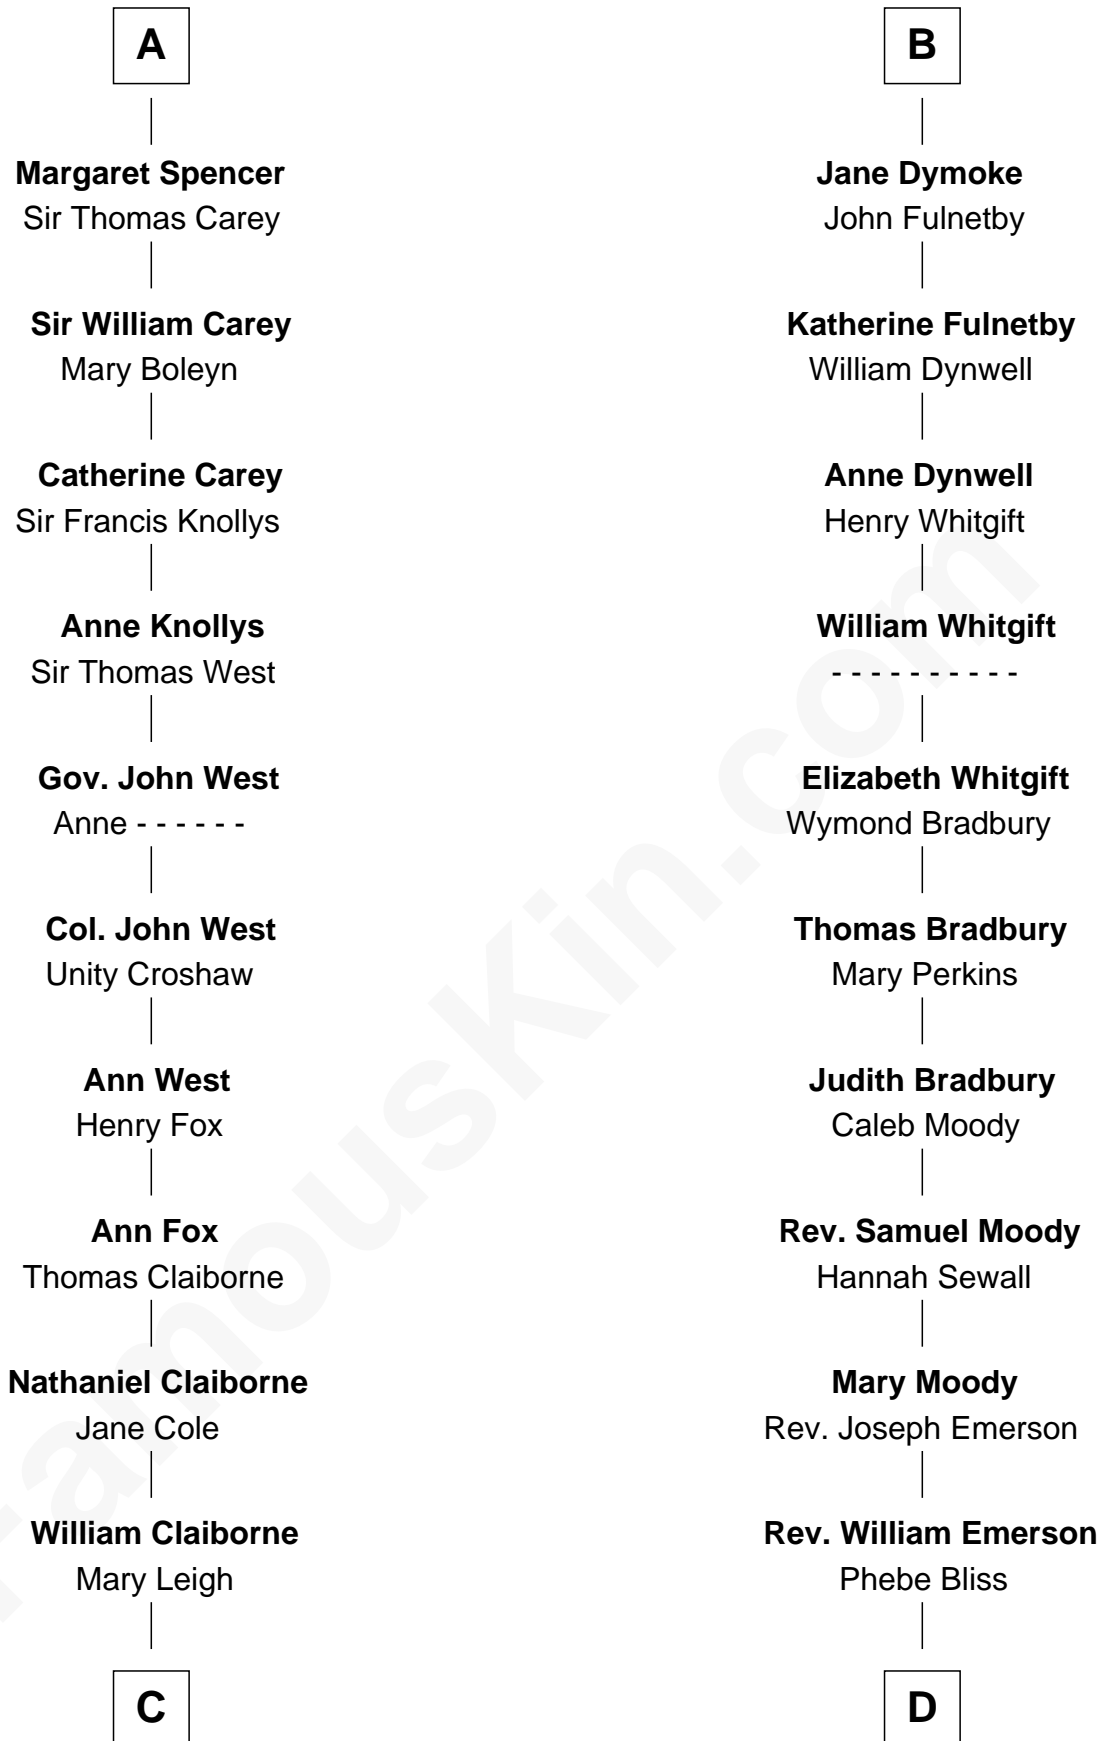 A
Margaret Spencer
Sir Thomas Carey
Sir William Carey
Mary Boleyn
Catherine Carey
Sir Francis Knollys
Anne Knollys
Sir Thomas West
Gov. John West
Anne - - - - - -
Col. John West
Unity Croshaw
Ann West
Henry Fox
Ann Fox
Thomas Claiborne
Nathaniel Claiborne
Jane Cole
William Claiborne
Mary Leigh
C
B
Jane Dymoke
John Fulnetby
Katherine Fulnetby
William Dynwell
Anne Dynwell
Henry Whitgift
William Whitgift
- - - - - - - - - -
Elizabeth Whitgift
Wymond Bradbury
Thomas Bradbury
Mary Perkins
Judith Bradbury
Caleb Moody
Rev. Samuel Moody
Hannah Sewall
Mary Moody
Rev. Joseph Emerson
Rev. William Emerson
Phebe Bliss
D
FamousKin.com